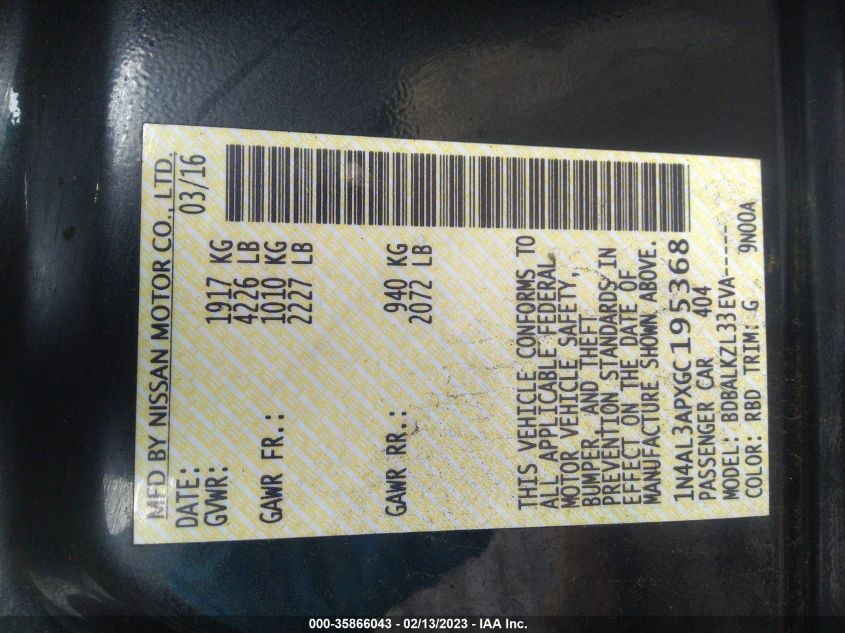 MFD BY NISSAN MOTOR CO., LTD.
DATE: 03/16
GVWR: 1917 KG
4226 LB
GAWR FR.: 1010 KG
2227 LB
GAWR RR.: 940 KG
2072 LB
THIS VEHICLE CONFORMS TO
ALL APPLICABLE FEDERAL
MOTOR VEHICLE SAFETY,
BUMPER, AND THEFT
PREVENTION STANDARDS IN
EFFECT ON THE DATE OF
MANUFACTURE SHOWN ABOVE.
1N4AL3APXGC195368
PASSENGER CAR 404
MODEL: BDBALKZL33EVA-----
COLOR: RBD TRIM: G 9N00A
000-35866043 - 02/13/2023 - IAA Inc.